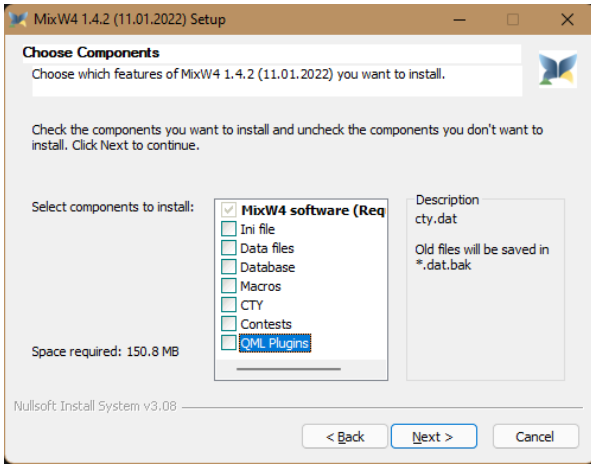 MixW4 1.4.2 (11.01.2022) Setup
Choose Components
Choose which features of MixW4 1.4.2 (11.01.2022) you want to install.
Check the components you want to install and uncheck the components you don't want to
install. Click Next to continue.
Select components to install:
MixW4 software (Req
Ini file
Data files
Database
Macros
CTY
Contests
QML Plugins
Description
cty.dat
Old files will be saved in
*.dat.bak
Space required: 150.8 MB
Nullsoft Install System v3.08
< Back
Next >
Cancel